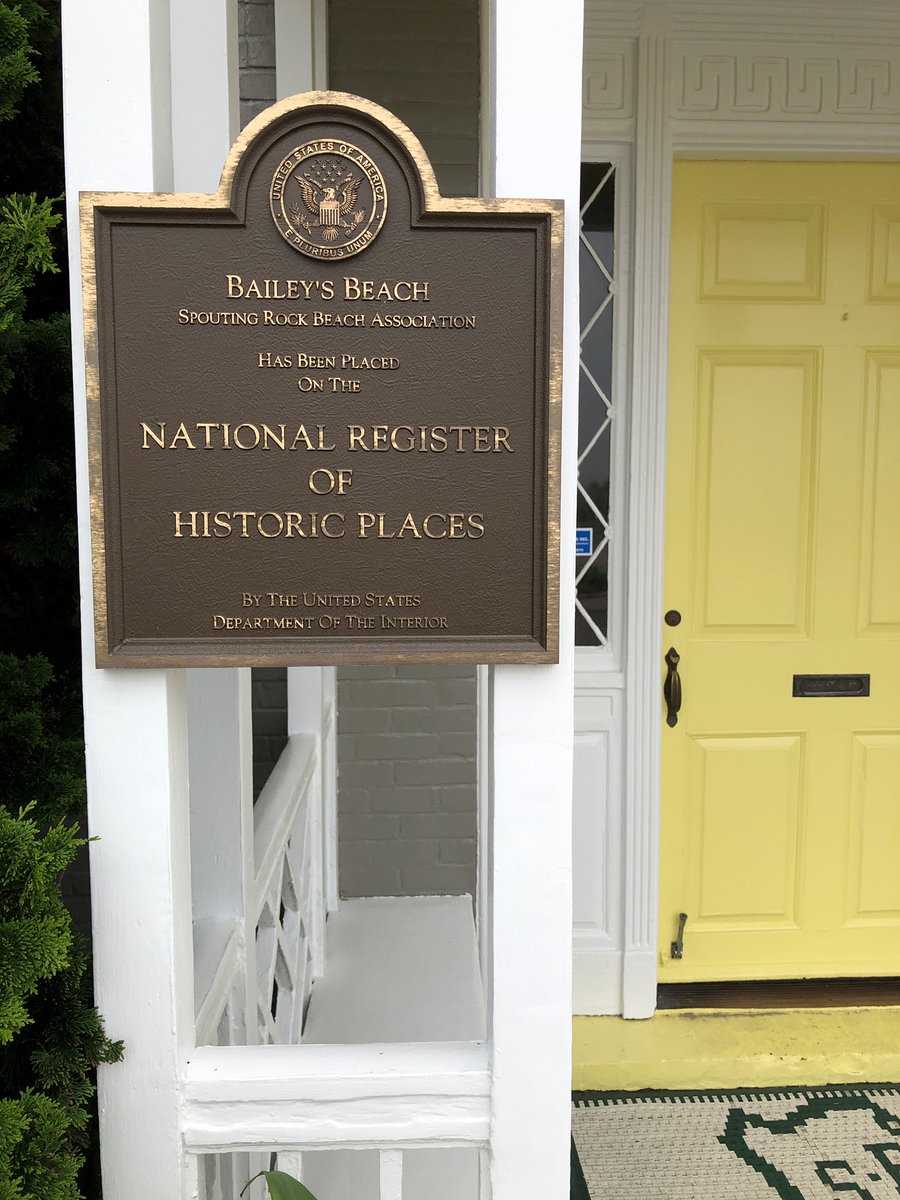 UNITED STATES OF AMERICA
E PLURIBUS UNUM
BAILEY'S BEACH
SPOUTING ROCK BEACH ASSOCIATION
HAS BEEN PLACED
ON THE
NATIONAL REGISTER
OF
HISTORIC PLACES
BY THE UNITED STATES
DEPARTMENT OF THE INTERIOR
INC.